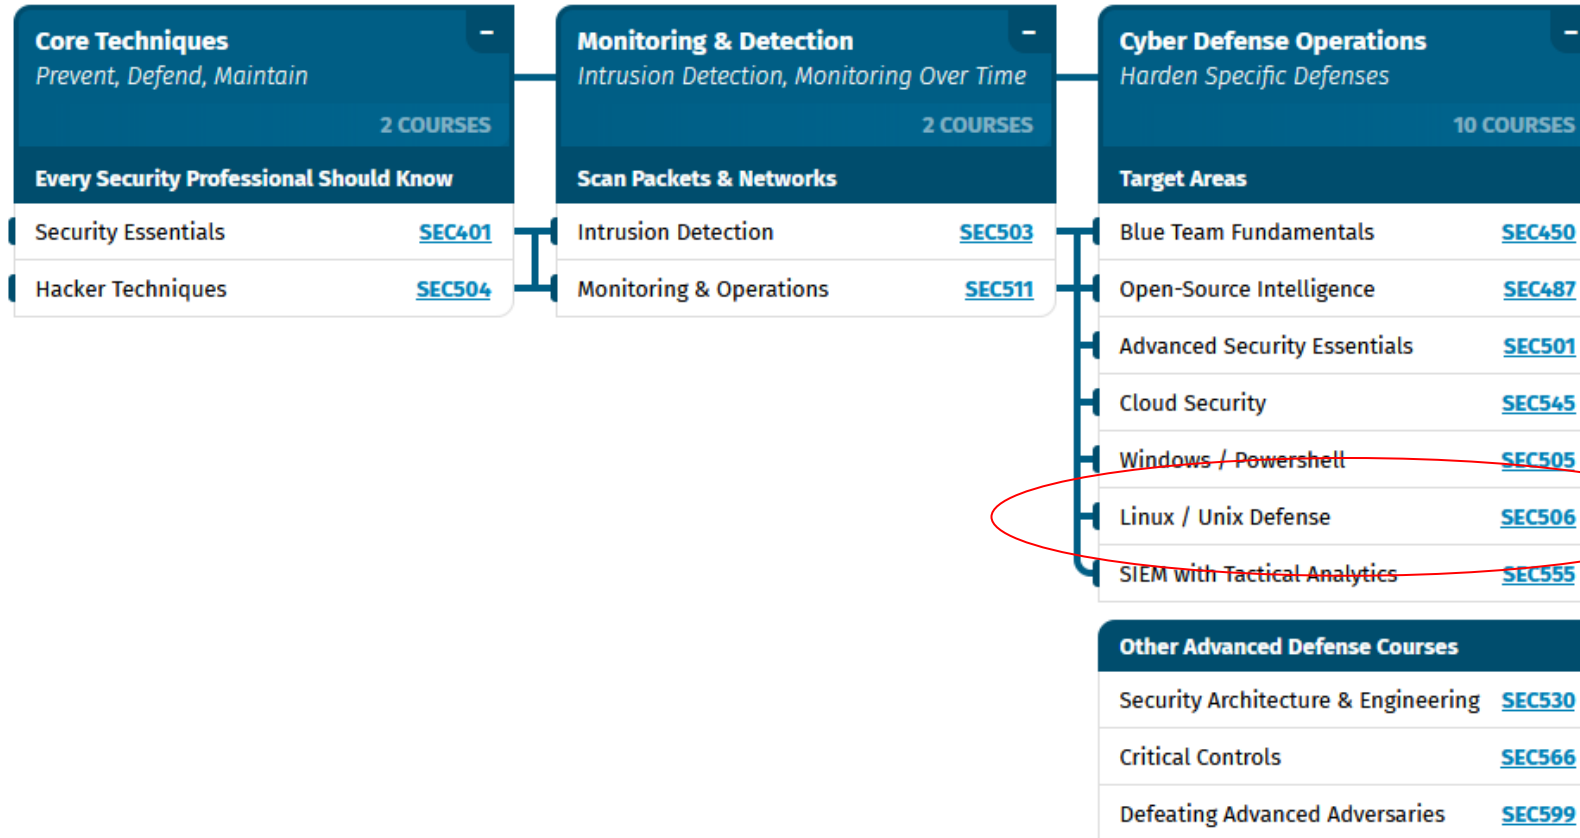 Core Techniques
Prevent, Defend, Maintain
2 COURSES
Every Security Professional Should Know
Security Essentials SEC401
Hacker Techniques SEC504
Monitoring & Detection
Intrusion Detection, Monitoring Over Time
2 COURSES
Scan Packets & Networks
Intrusion Detection SEC503
Monitoring & Operations SEC511
Cyber Defense Operations
Harden Specific Defenses
10 COURSES
Target Areas
Blue Team Fundamentals SEC450
Open-Source Intelligence SEC487
Advanced Security Essentials SEC501
Cloud Security SEC545
Windows / Powershell SEC505
Linux / Unix Defense SEC506
SIEM with Tactical Analytics SEC555
Other Advanced Defense Courses
Security Architecture & Engineering SEC530
Critical Controls SEC566
Defeating Advanced Adversaries SEC599